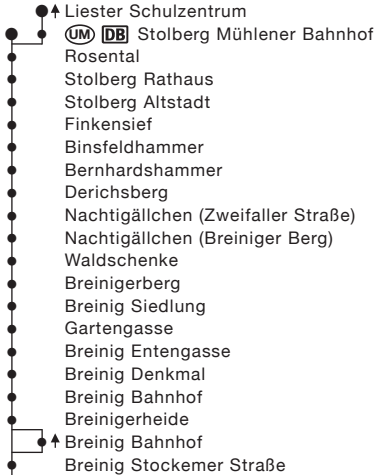 Liester Schulzentrum
UM DB Stolberg Mühlener Bahnhof
Rosental
Stolberg Rathaus
Stolberg Altstadt
Finkensief
Binsfeldhammer
Bernhardshammer
Derichsberg
Nachtigällchen (Zweifaller Straße)
Nachtigällchen (Breiniger Berg)
Waldschenke
Breinigerberg
Breinig Siedlung
Gartengasse
Breinig Entengasse
Breinig Denkmal
Breinig Bahnhof
Breinigerheide
Breinig Bahnhof
Breinig Stockemer Straße